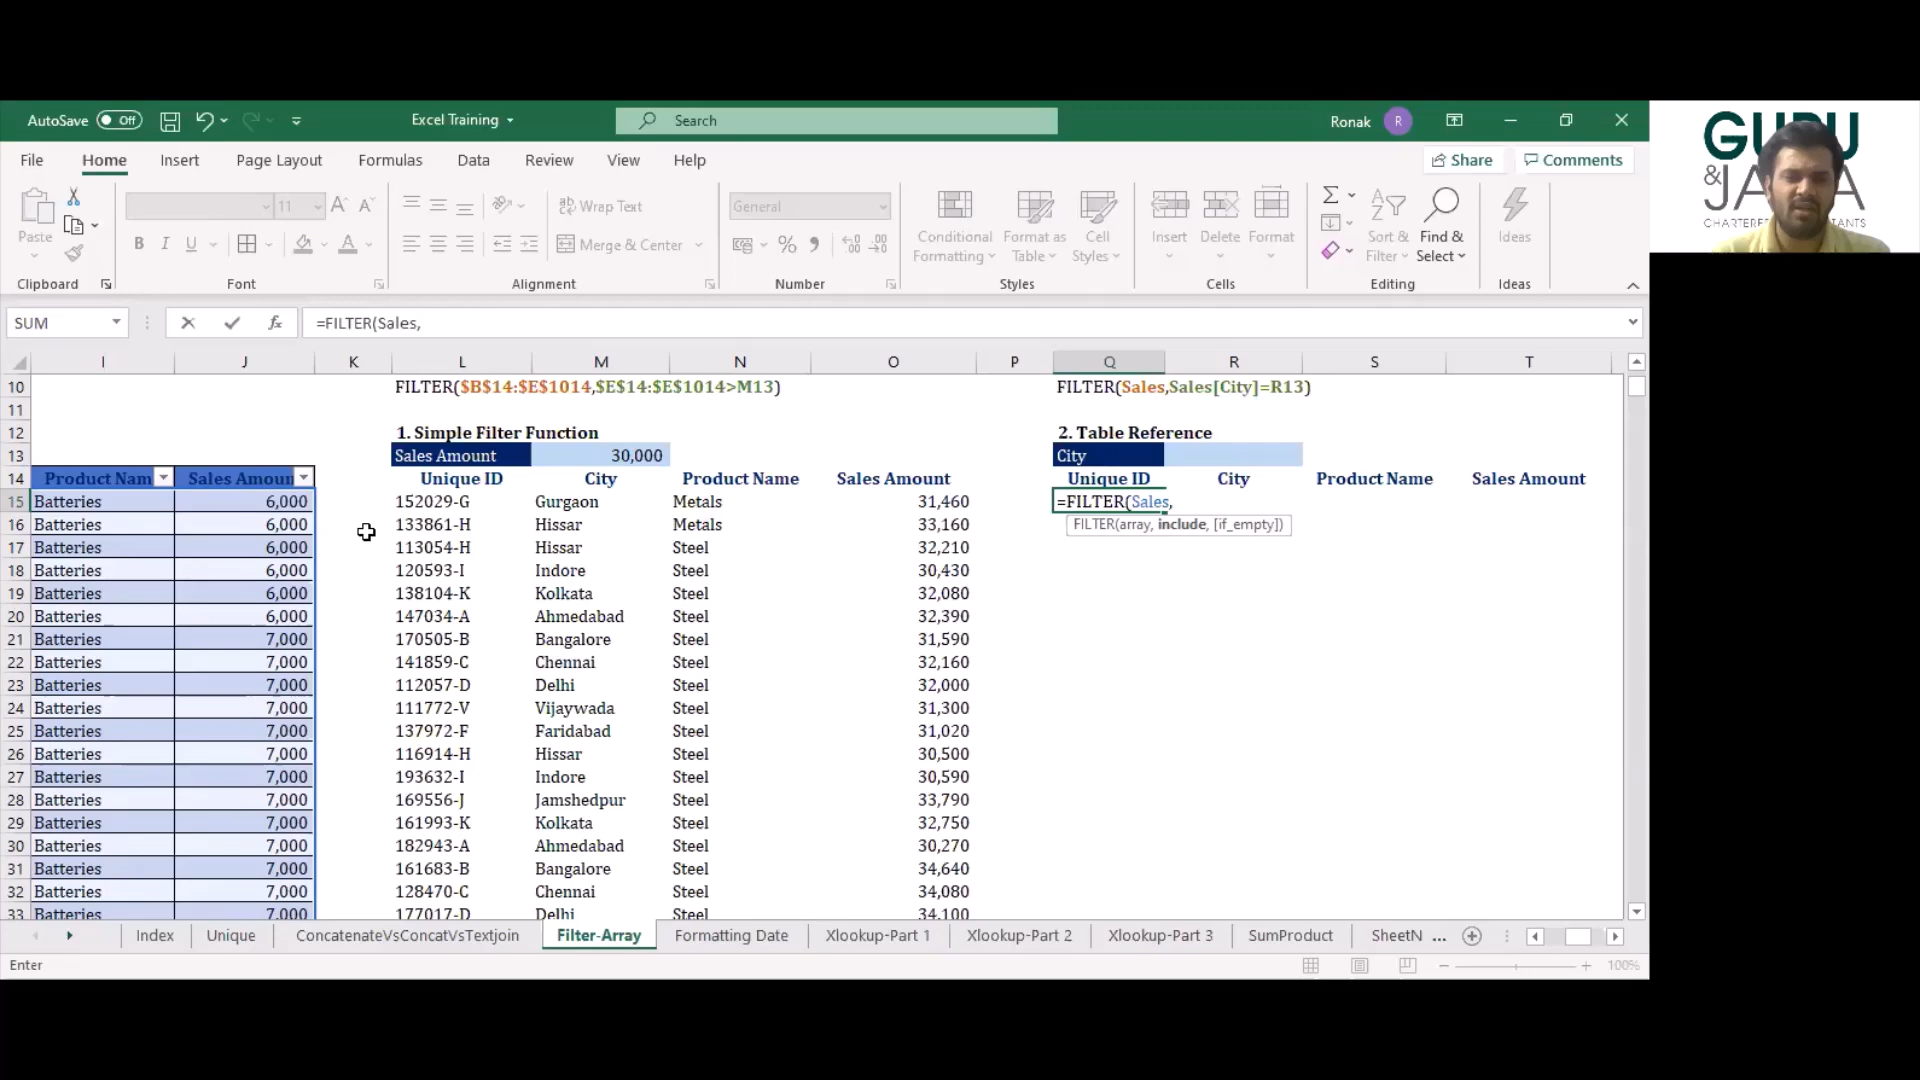 AutoSave Off Excel Training Search Ronak R
File Home Insert Page Layout Formulas Data Review View Help Share Comments
Paste 11 A A Wrap Text General Conditional Formatting Format as Table Cell Styles Insert Delete Format Sort & Filter Find & Select Ideas
B I U A Merge & Center %
Clipboard Font Alignment Number Styles Cells Editing Ideas
GURU
& JANA
SUM fx =FILTER(Sales,
I J K L M N O P Q R S T
10 FILTER($B$14:$E$1014,$E$14:$E$1014>M13) FILTER(Sales,Sales[City]=R13)
11
12 1. Simple Filter Function 2. Table Reference
13 Sales Amount 30,000 City
14 Product Nam Sales Amoun Unique ID City Product Name Sales Amount Unique ID City Product Name Sales Amount
15 Batteries 6,000 152029-G Gurgaon Metals 31,460 =FILTER(Sales,
16 Batteries 6,000 133861-H Hissar Metals 33,160 FILTER(array, include, [if_empty])
17 Batteries 6,000 113054-H Hissar Steel 32,210
18 Batteries 6,000 120593-I Indore Steel 30,430
19 Batteries 6,000 138104-K Kolkata Steel 32,080
20 Batteries 6,000 147034-A Ahmedabad Steel 32,390
21 Batteries 7,000 170505-B Bangalore Steel 31,590
22 Batteries 7,000 141859-C Chennai Steel 32,160
23 Batteries 7,000 112057-D Delhi Steel 32,000
24 Batteries 7,000 111772-V Vijaywada Steel 31,300
25 Batteries 7,000 137972-F Faridabad Steel 31,020
26 Batteries 7,000 116914-H Hissar Steel 30,500
27 Batteries 7,000 193632-I Indore Steel 30,590
28 Batteries 7,000 169556-J Jamshedpur Steel 33,790
29 Batteries 7,000 161993-K Kolkata Steel 32,750
30 Batteries 7,000 182943-A Ahmedabad Steel 30,270
31 Batteries 7,000 161683-B Bangalore Steel 34,640
32 Batteries 7,000 128470-C Chennai Steel 34,080
33 Batteries 7,000 177017-D Delhi Steel 34,100
Index Unique ConcatenateVsConcatVsTextjoin Filter-Array Formatting Date Xlookup-Part 1 Xlookup-Part 2 Xlookup-Part 3 SumProduct SheetN ...
Enter 100%